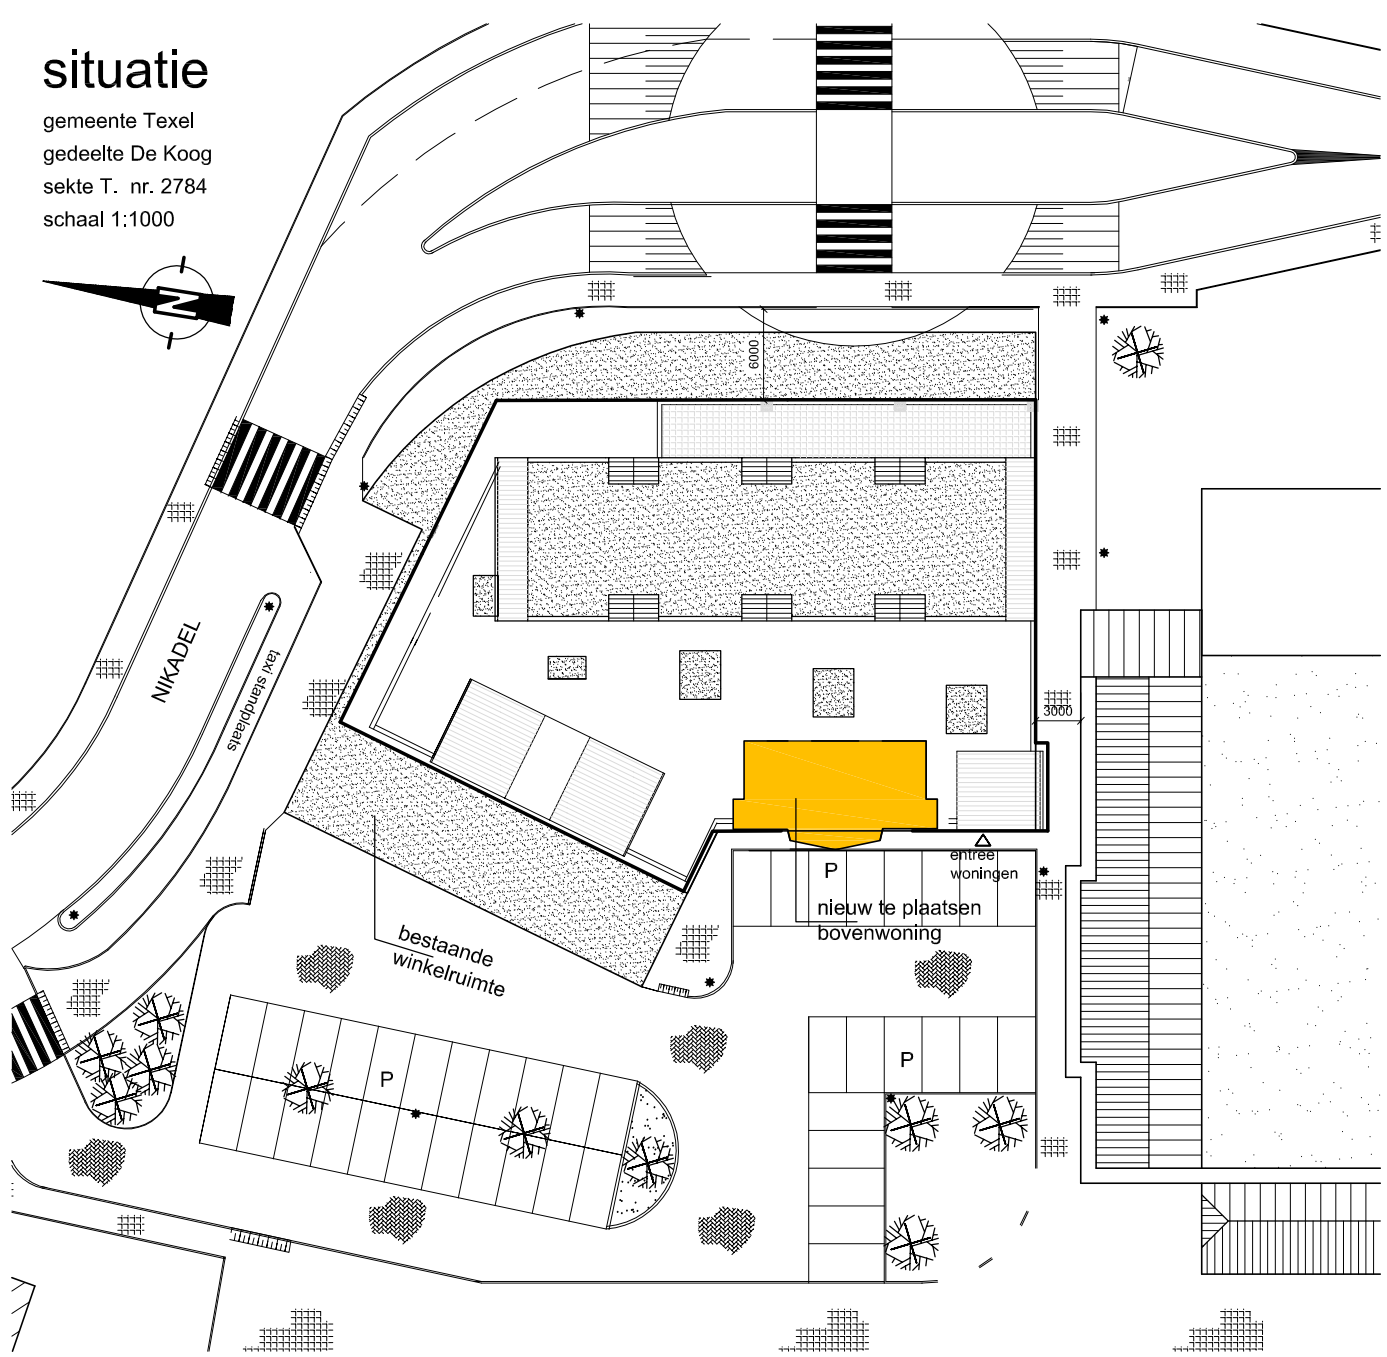 situatie
gemeente Texel
gedeelte De Koog
sekte T. nr. 2784
schaal 1:1000
N
6000
NIKADEL
taxi standplaats
3000
entree
woningen
P
nieuw te plaatsen
bovenwoning
bestaande
winkelruimte
P
P